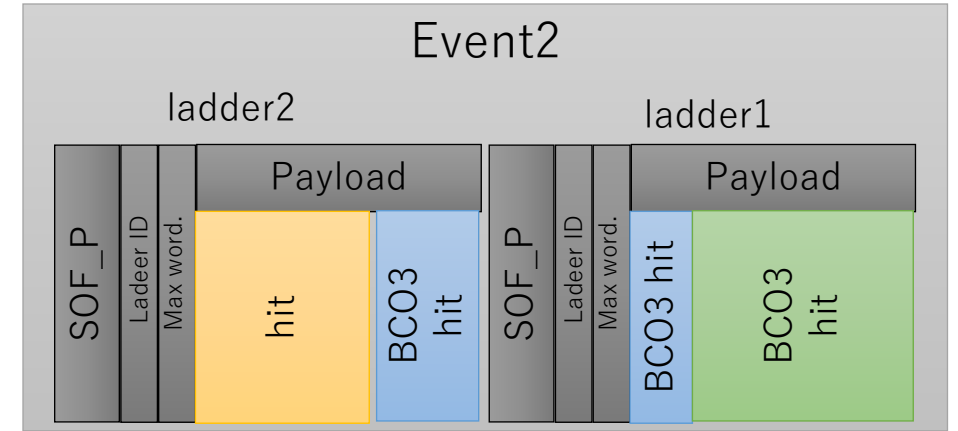 Event2
ladder2
ladder1
SOF_P
Ladeer ID
Max word.
Payload
hit
BCO3
hit
SOF_P
Ladeer ID
Max word.
Payload
BCO3 hit
BCO3
hit